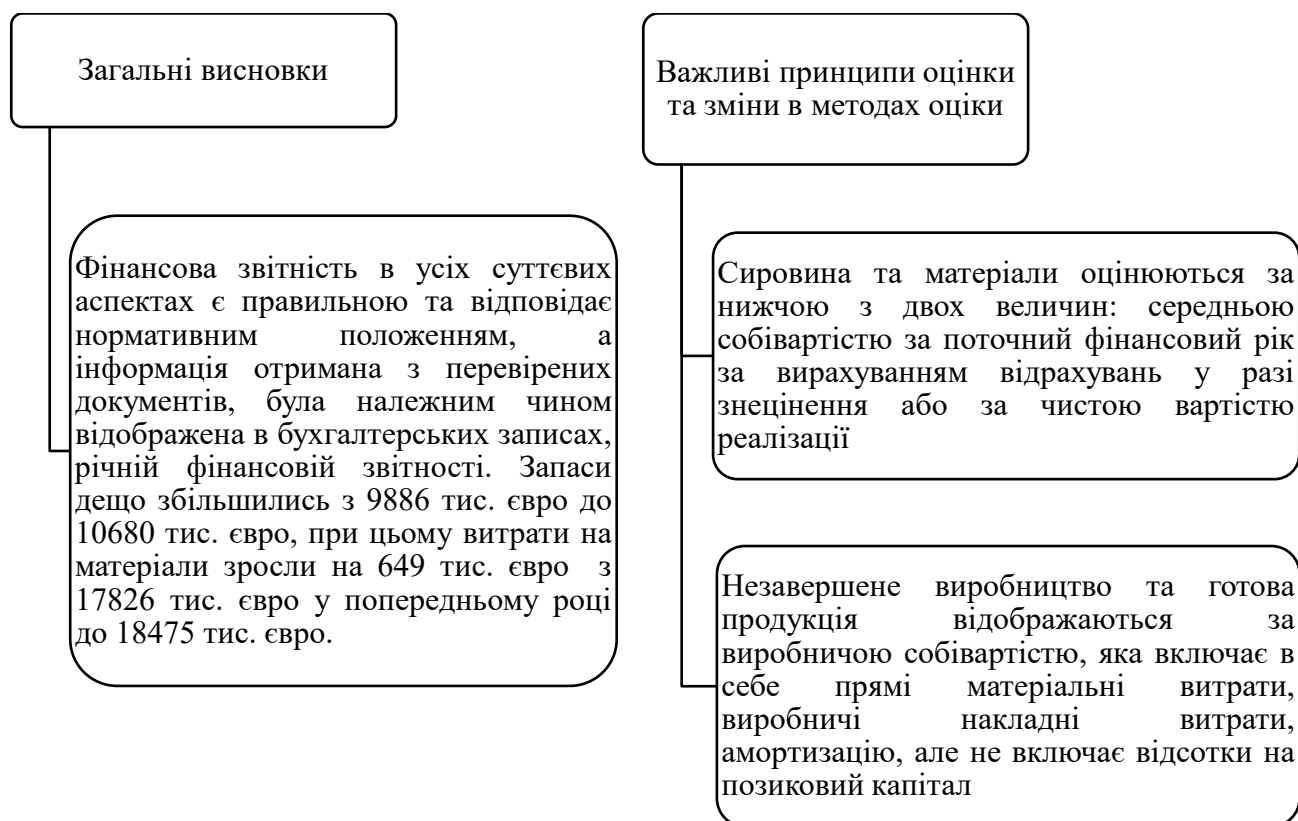 Загальні висновки
Фінансова звітність в усіх суттєвих
аспектах є правильною та відповідає
нормативним положенням, а
інформація отримана з перевірених
документів, була належним чином
відображена в бухгалтерських записах,
річній фінансовій звітності. Запаси
дещо збільшились з 9886 тис. євро до
10680 тис. євро, при цьому витрати на
матеріали зросли на 649 тис. євро з
17826 тис. євро у попередньому році
до 18475 тис. євро.
Важливі принципи оцінки
та зміни в методах оціки
Сировина та матеріали оцінюються за
нижчою з двох величин: середньою
собівартістю за поточний фінансовий рік
за вирахуванням відрахувань у разі
знецінення або за чистою вартістю
реалізації
Незавершене виробництво та готова
продукція відображаються за
виробничою собівартістю, яка включає в
себе прямі матеріальні витрати,
виробничі накладні витрати,
амортизацію, але не включає відсотки на
позиковий капітал